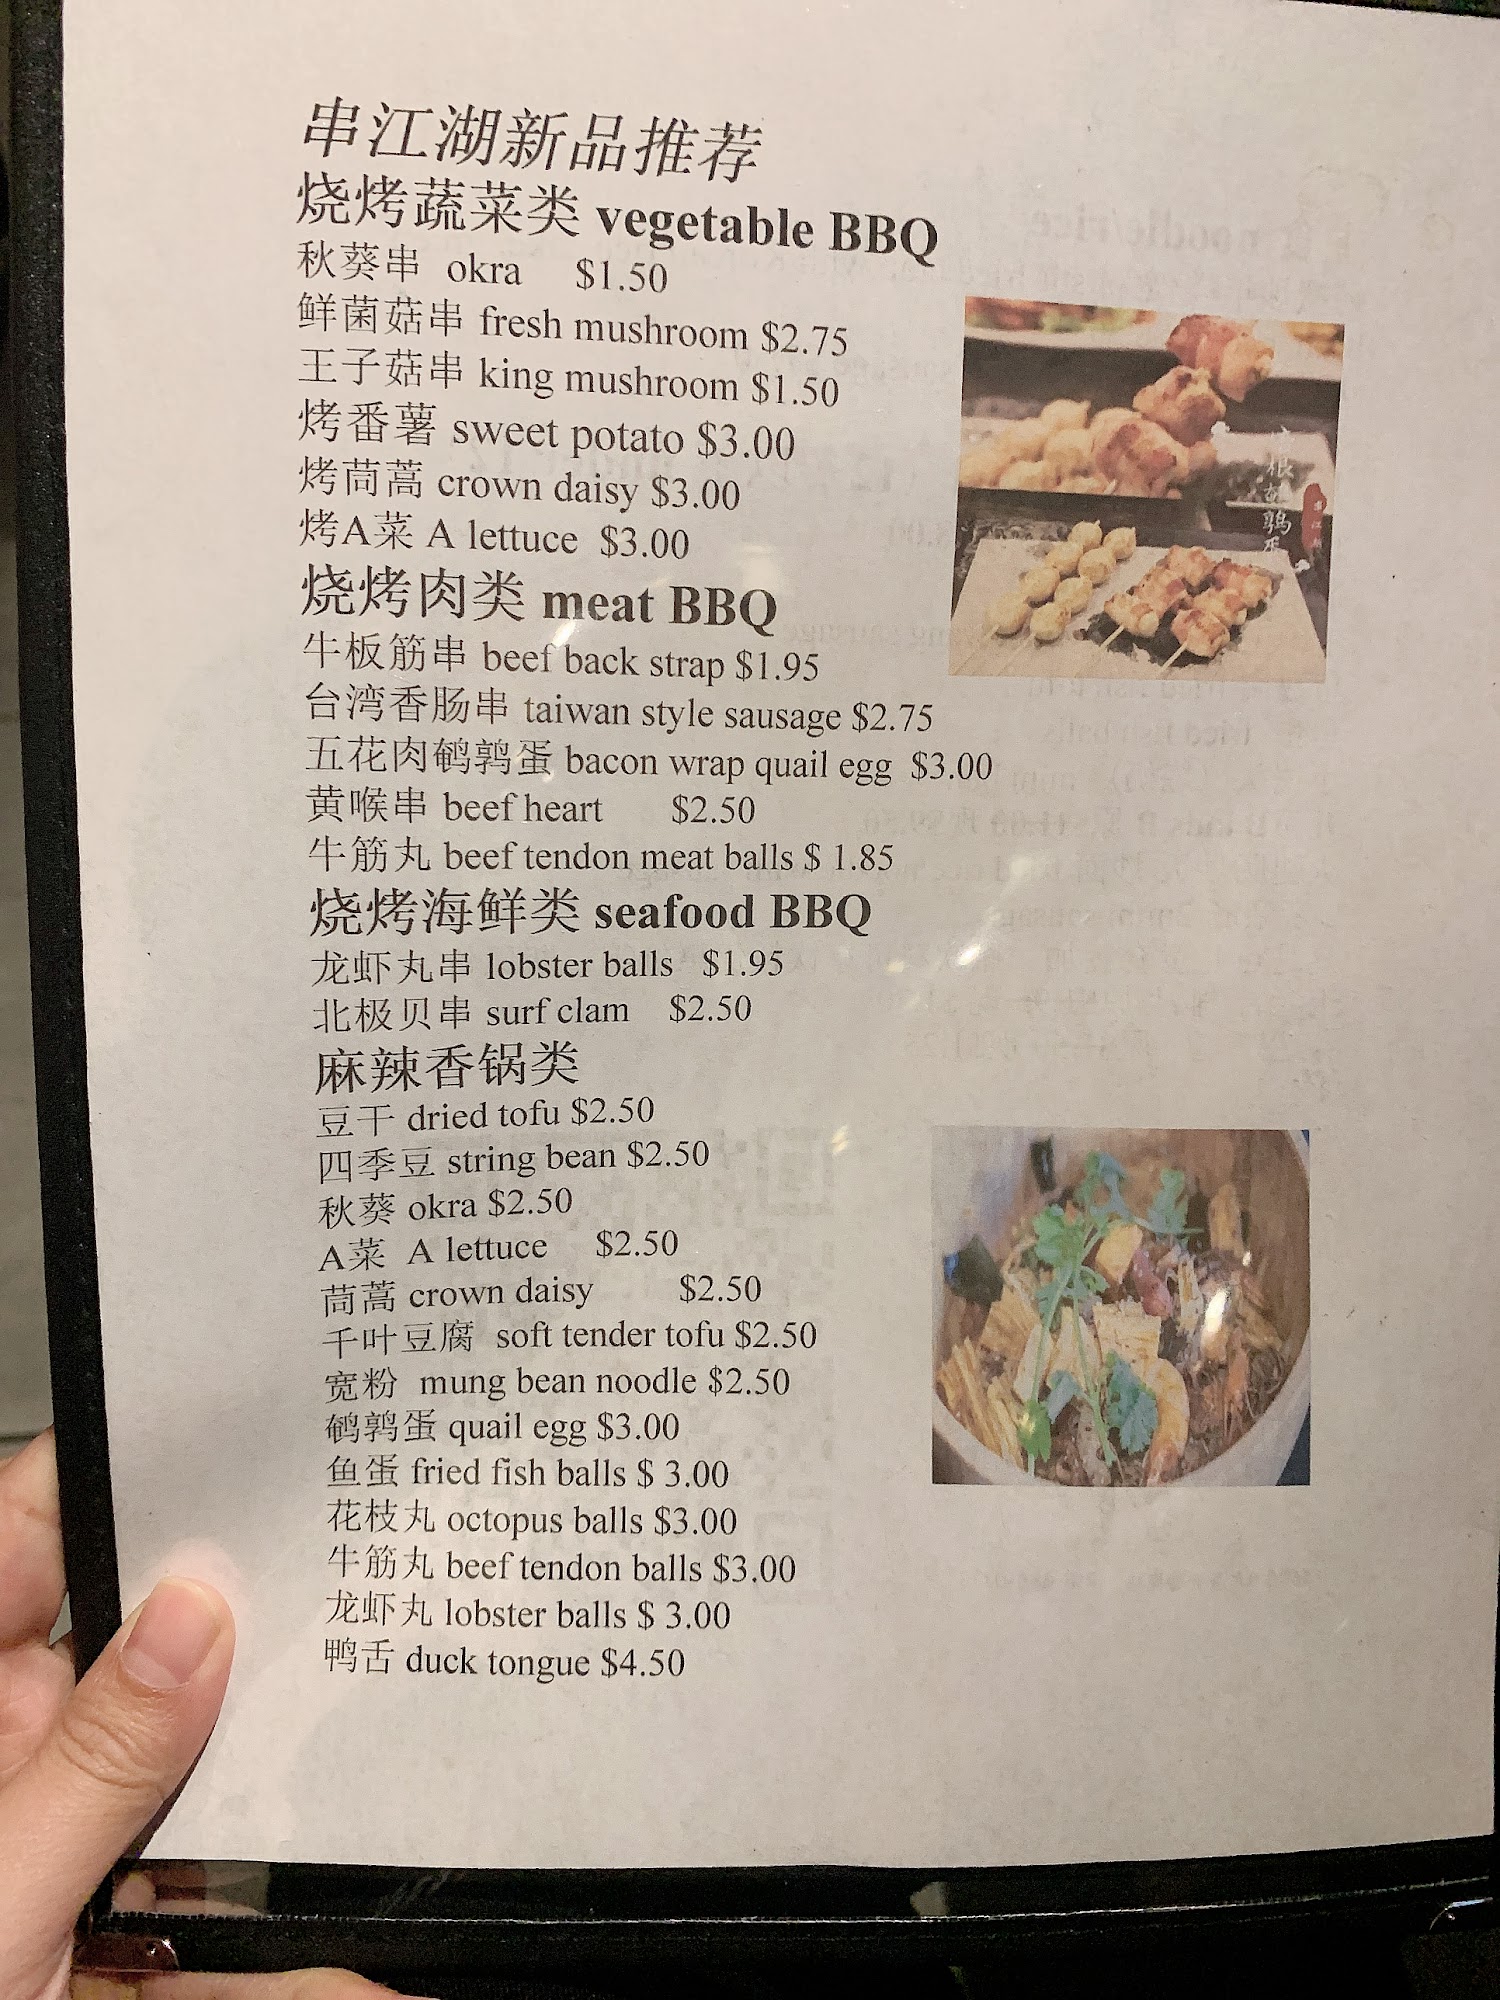 串江湖新品推荐
烧烤蔬菜类 vegetable BBQ
秋葵串 okra $1.50
鲜菌菇串 fresh mushroom $2.75
王子菇串 king mushroom $1.50
烤番薯 sweet potato $3.00
烤茼蒿 crown daisy $3.00
烤A菜 A lettuce $3.00
烧烤肉类 meat BBQ
牛板筋串 beef back strap $1.95
台湾香肠串 taiwan style sausage $2.75
五花肉鹌鹑蛋 bacon wrap quail egg $3.00
黄喉串 beef heart $2.50
牛筋丸 beef tendon meat balls $ 1.85
烧烤海鲜类 seafood BBQ
龙虾丸串 lobster balls $1.95
北极贝串 surf clam $2.50
麻辣香锅类
豆干 dried tofu $2.50
四季豆 string bean $2.50
秋葵 okra $2.50
A菜 A lettuce $2.50
茼蒿 crown daisy $2.50
千叶豆腐 soft tender tofu $2.50
宽粉 mung bean noodle $2.50
鹌鹑蛋 quail egg $3.00
鱼蛋 fried fish balls $ 3.00
花枝丸 octopus balls $3.00
牛筋丸 beef tendon balls $3.00
龙虾丸 lobster balls $ 3.00
鸭舌 duck tongue $4.50